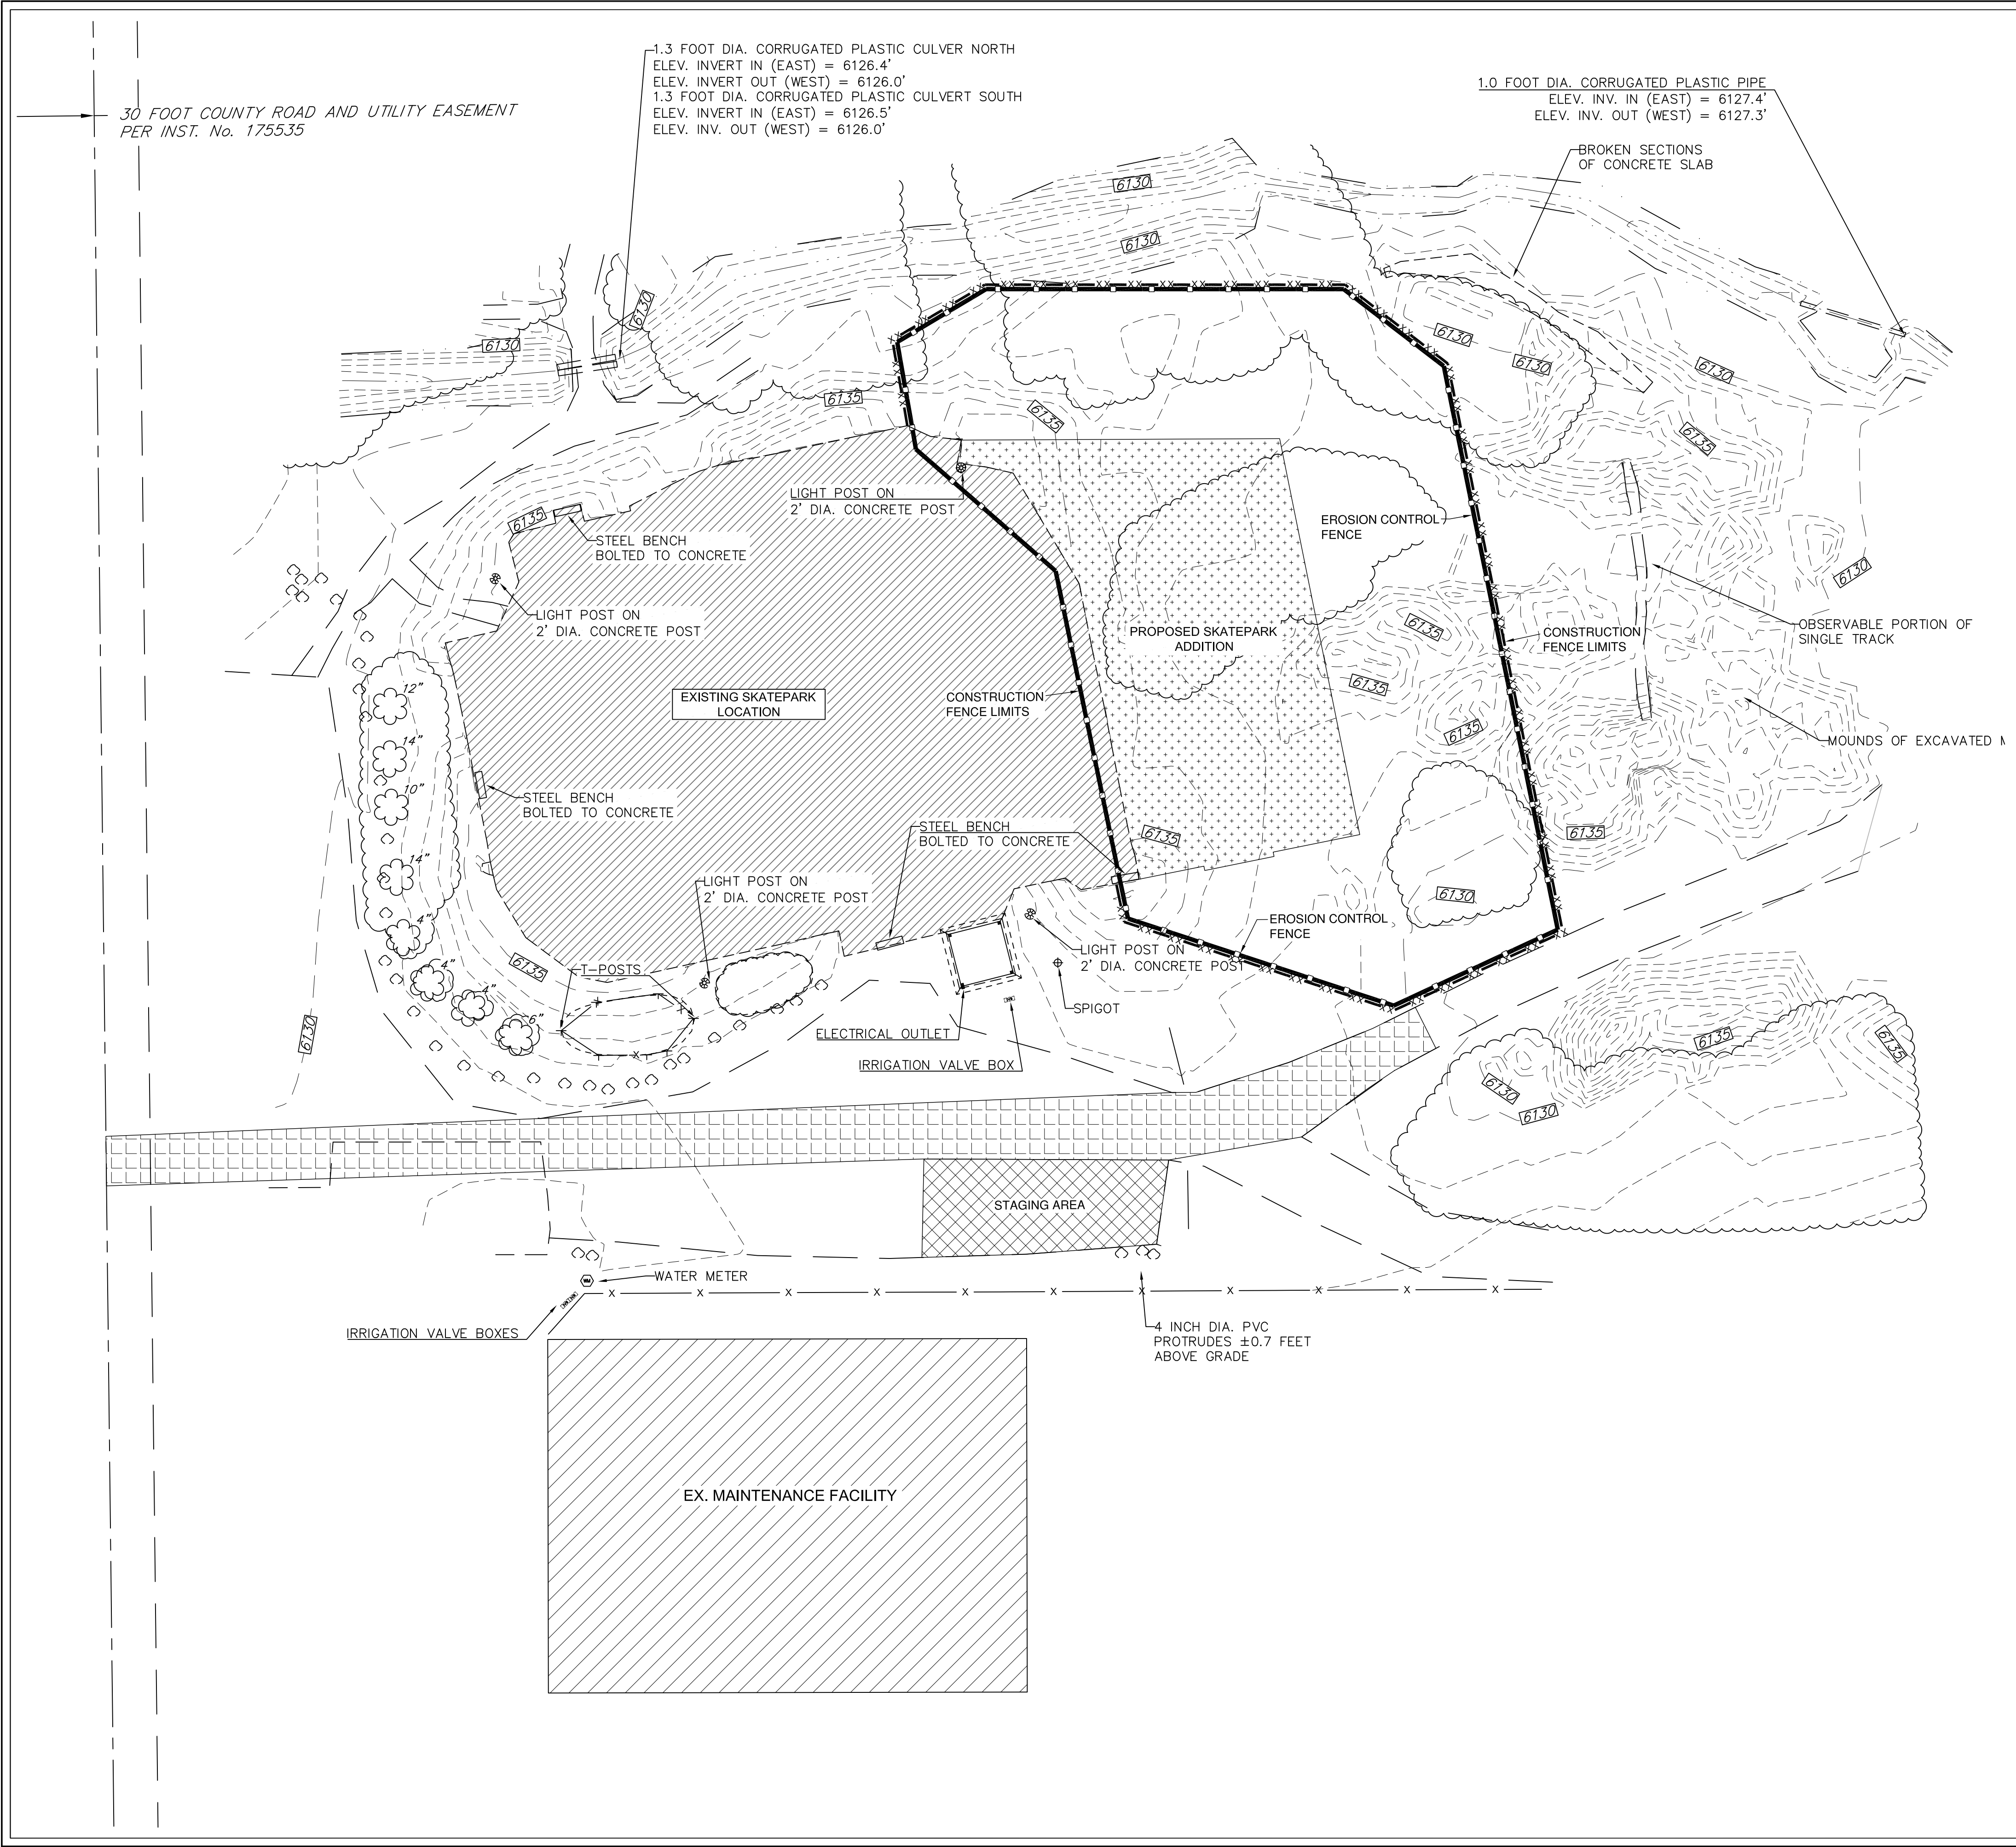 1.3 FOOT DIA. CORRUGATED PLASTIC CULVER NORTH
ELEV. INVERT IN (EAST) = 6126.4'
ELEV. INVERT OUT (WEST) = 6126.0'
1.3 FOOT DIA. CORRUGATED PLASTIC CULVERT SOUTH
ELEV. INVERT IN (EAST) = 6126.5'
ELEV. INV. OUT (WEST) = 6126.0'
1.0 FOOT DIA. CORRUGATED PLASTIC PIPE
ELEV. INV. IN (EAST) = 6127.4'
ELEV. INV. OUT (WEST) = 6127.3'
30 FOOT COUNTY ROAD AND UTILITY EASEMENT
PER INST. No. 175535
BROKEN SECTIONS
OF CONCRETE SLAB
6130
6130
6130
6130
6130
6130
6130
6135
6135
6135
LIGHT POST ON
2' DIA. CONCRETE POST
6135
STEEL BENCH
BOLTED TO CONCRETE
EROSION CONTROL
FENCE
6130
LIGHT POST ON
2' DIA. CONCRETE POST
PROPOSED SKATEPARK
ADDITION
6135
CONSTRUCTION
FENCE LIMITS
OBSERVABLE PORTION OF
SINGLE TRACK
12"
EXISTING SKATEPARK
LOCATION
CONSTRUCTION
FENCE LIMITS
6135
6135
14"
MOUNDS OF EXCAVATED
10"
STEEL BENCH
BOLTED TO CONCRETE
STEEL BENCH
BOLTED TO CONCRETE
6135
6135
14"
LIGHT POST ON
2' DIA. CONCRETE POST
6130
4"
EROSION CONTROL
FENCE
LIGHT POST ON
2' DIA. CONCRETE POST
4"
6135
T-POSTS
4"
6"
SPIGOT
6130
ELECTRICAL OUTLET
6135
6135
IRRIGATION VALVE BOX
6130
6130
STAGING AREA
WM
WATER METER
IRRIGATION VALVE BOXES
4 INCH DIA. PVC
PROTRUDES ±0.7 FEET
ABOVE GRADE
EX. MAINTENANCE FACILITY